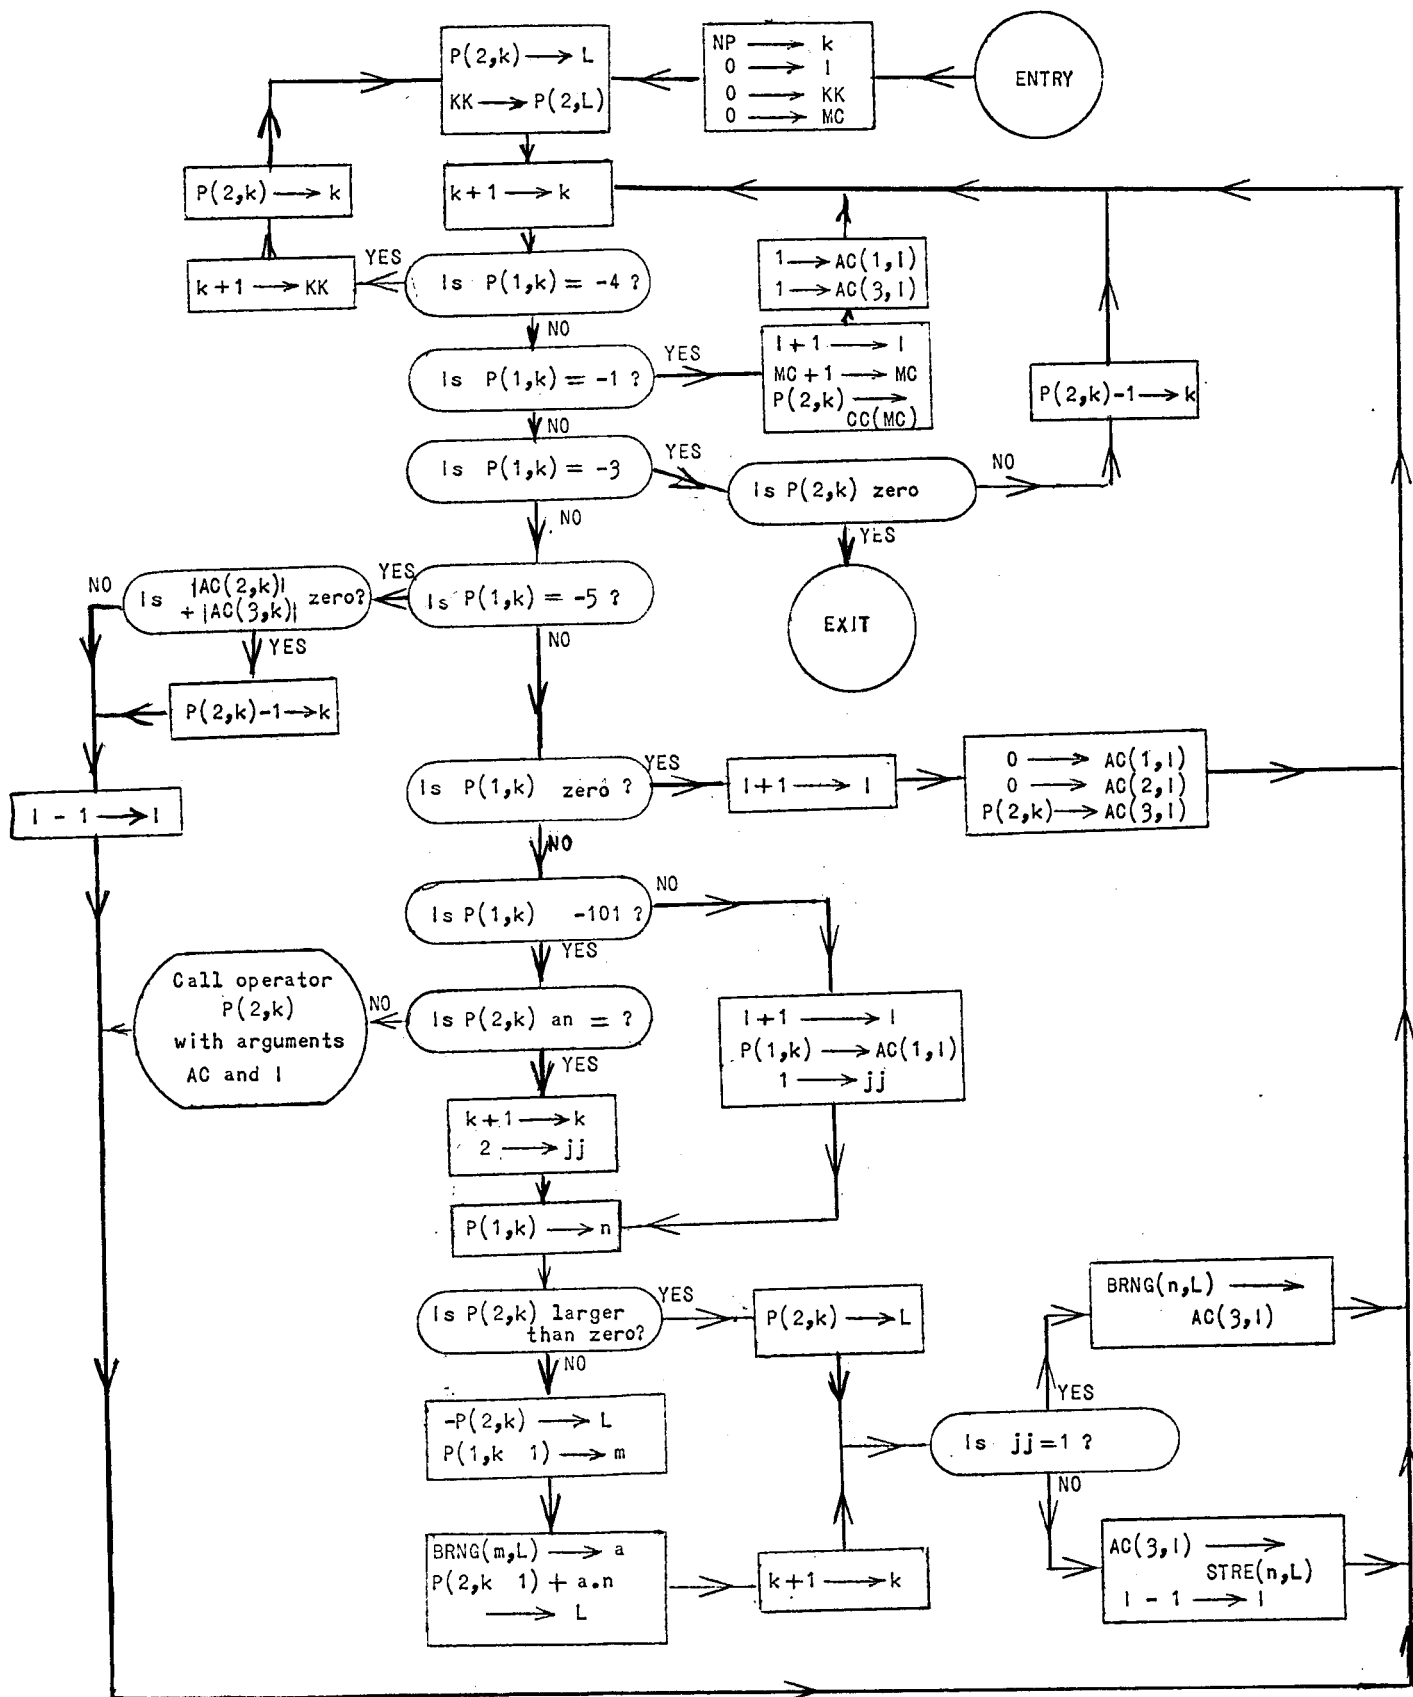 ENTRY
NP ⟶ k
0 ⟶ I
0 ⟶ KK
0 ⟶ MC
P(2,k) ⟶ L
KK ⟶ P(2,L)
k+1 ⟶ k
P(2,k) ⟶ k
k+1 ⟶ KK
YES
Is P(1,k) = -4 ?
NO
1 ⟶ AC(1,I)
1 ⟶ AC(3,I)
Is P(1,k) = -1 ?
YES
I+1 ⟶ I
MC+1 ⟶ MC
P(2,k) ⟶
CC(MC)
P(2,k)-1 ⟶ k
NO
Is P(1,k) = -3
YES
Is P(2,k) zero
NO
YES
EXIT
NO
Is P(1,k) = -5 ?
YES
Is |AC(2,k)|
+ |AC(3,k)| zero?
NO
YES
P(2,k)-1 ⟶ k
I - 1 ⟶ I
NO
Is P(1,k) zero ?
YES
I+1 ⟶ I
0 ⟶ AC(1,I)
0 ⟶ AC(2,I)
P(2,k) ⟶ AC(3,I)
NO
Is P(1,k) -101 ?
NO
YES
Is P(2,k) an = ?
NO
Call operator
P(2,k)
with arguments
AC and I
I+1 ⟶ I
P(1,k) ⟶ AC(1,I)
1 ⟶ jj
YES
k+1 ⟶ k
2 ⟶ jj
P(1,k) ⟶ n
Is P(2,k) larger
than zero?
YES
P(2,k) ⟶ L
NO
-P(2,k) ⟶ L
P(1,k 1) ⟶ m
BRNG(m,L) ⟶ a
P(2,k 1) + a.n
⟶ L
k+1 ⟶ k
Is jj=1 ?
YES
BRNG(n,L) ⟶
AC(3,I)
NO
AC(3,I) ⟶
STRE(n,L)
I - 1 ⟶ I